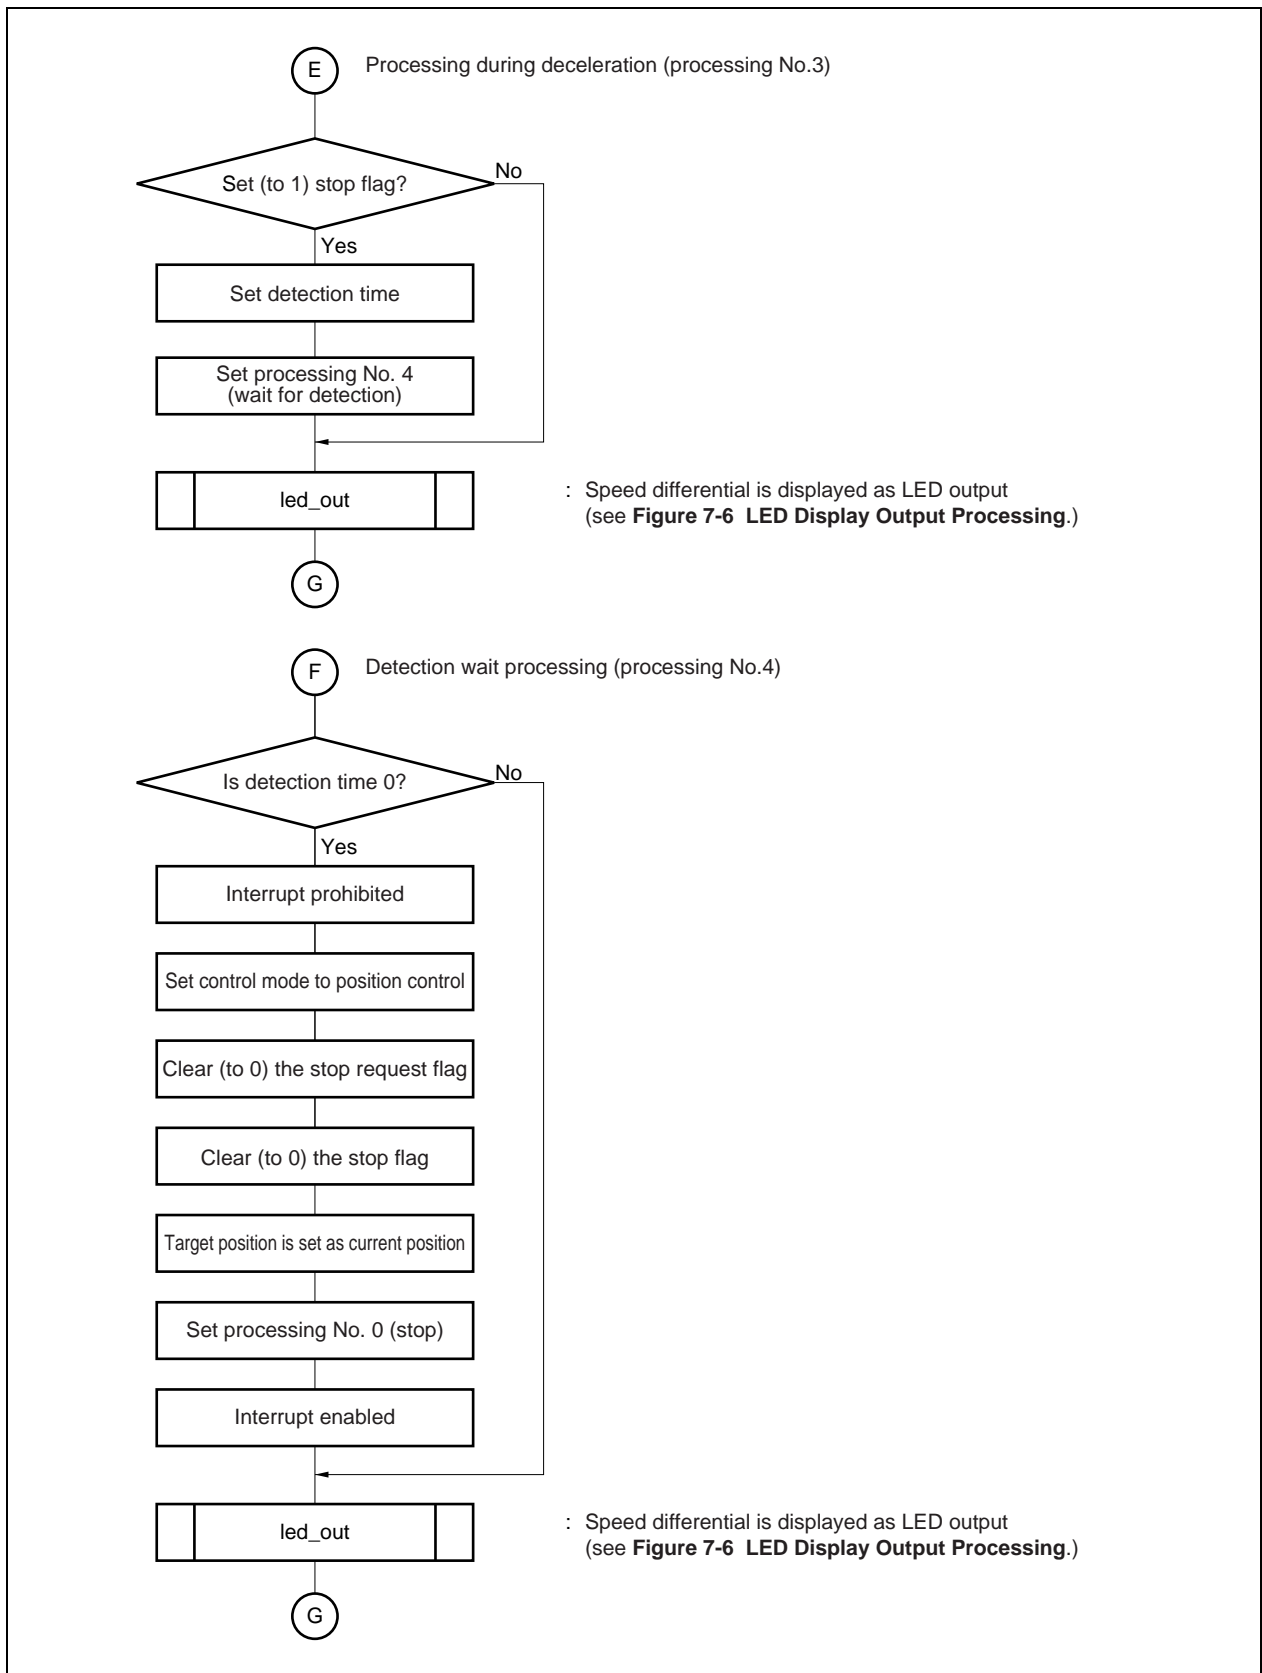 E
Processing during deceleration (processing No.3)
Set (to 1) stop flag?
No
Yes
Set detection time
Set processing No. 4
(wait for detection)
led_out
: Speed differential is displayed as LED output
(see Figure 7-6 LED Display Output Processing.)
G
F
Detection wait processing (processing No.4)
Is detection time 0?
No
Yes
Interrupt prohibited
Set control mode to position control
Clear (to 0) the stop request flag
Clear (to 0) the stop flag
Target position is set as current position
Set processing No. 0 (stop)
Interrupt enabled
led_out
: Speed differential is displayed as LED output
(see Figure 7-6 LED Display Output Processing.)
G